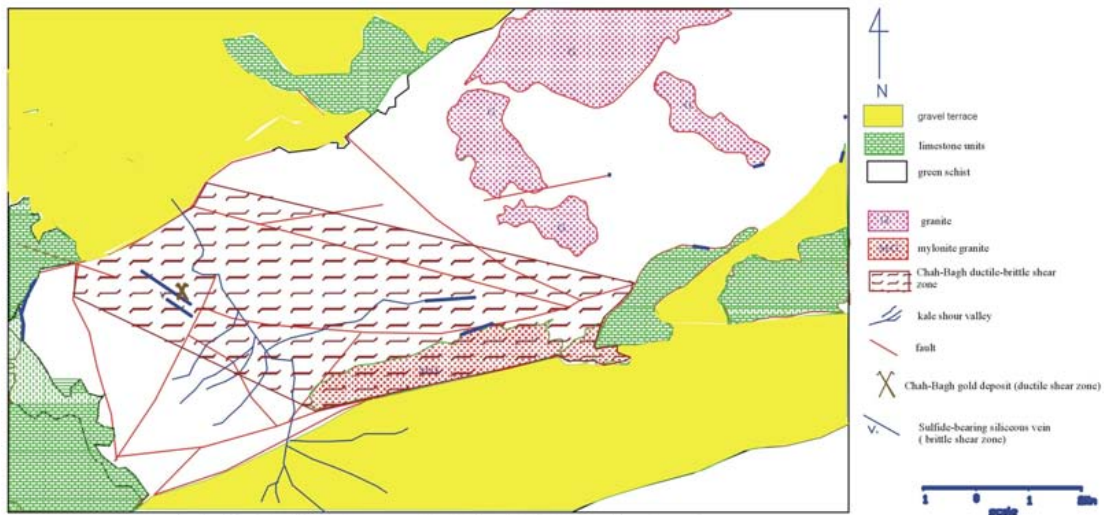 N
gravel terrace
limestone units
green schist
granite
mylonite granite
Chah-Bagh ductile-brittle shear
zone
kale shour valley
fault
Chah-Bagh gold deposit (ductile shear zone)
v.
Sulfide-bearing siliceous vein
( brittle shear zone)
1 0 1 2Km
scale
G
G
G
G
v.